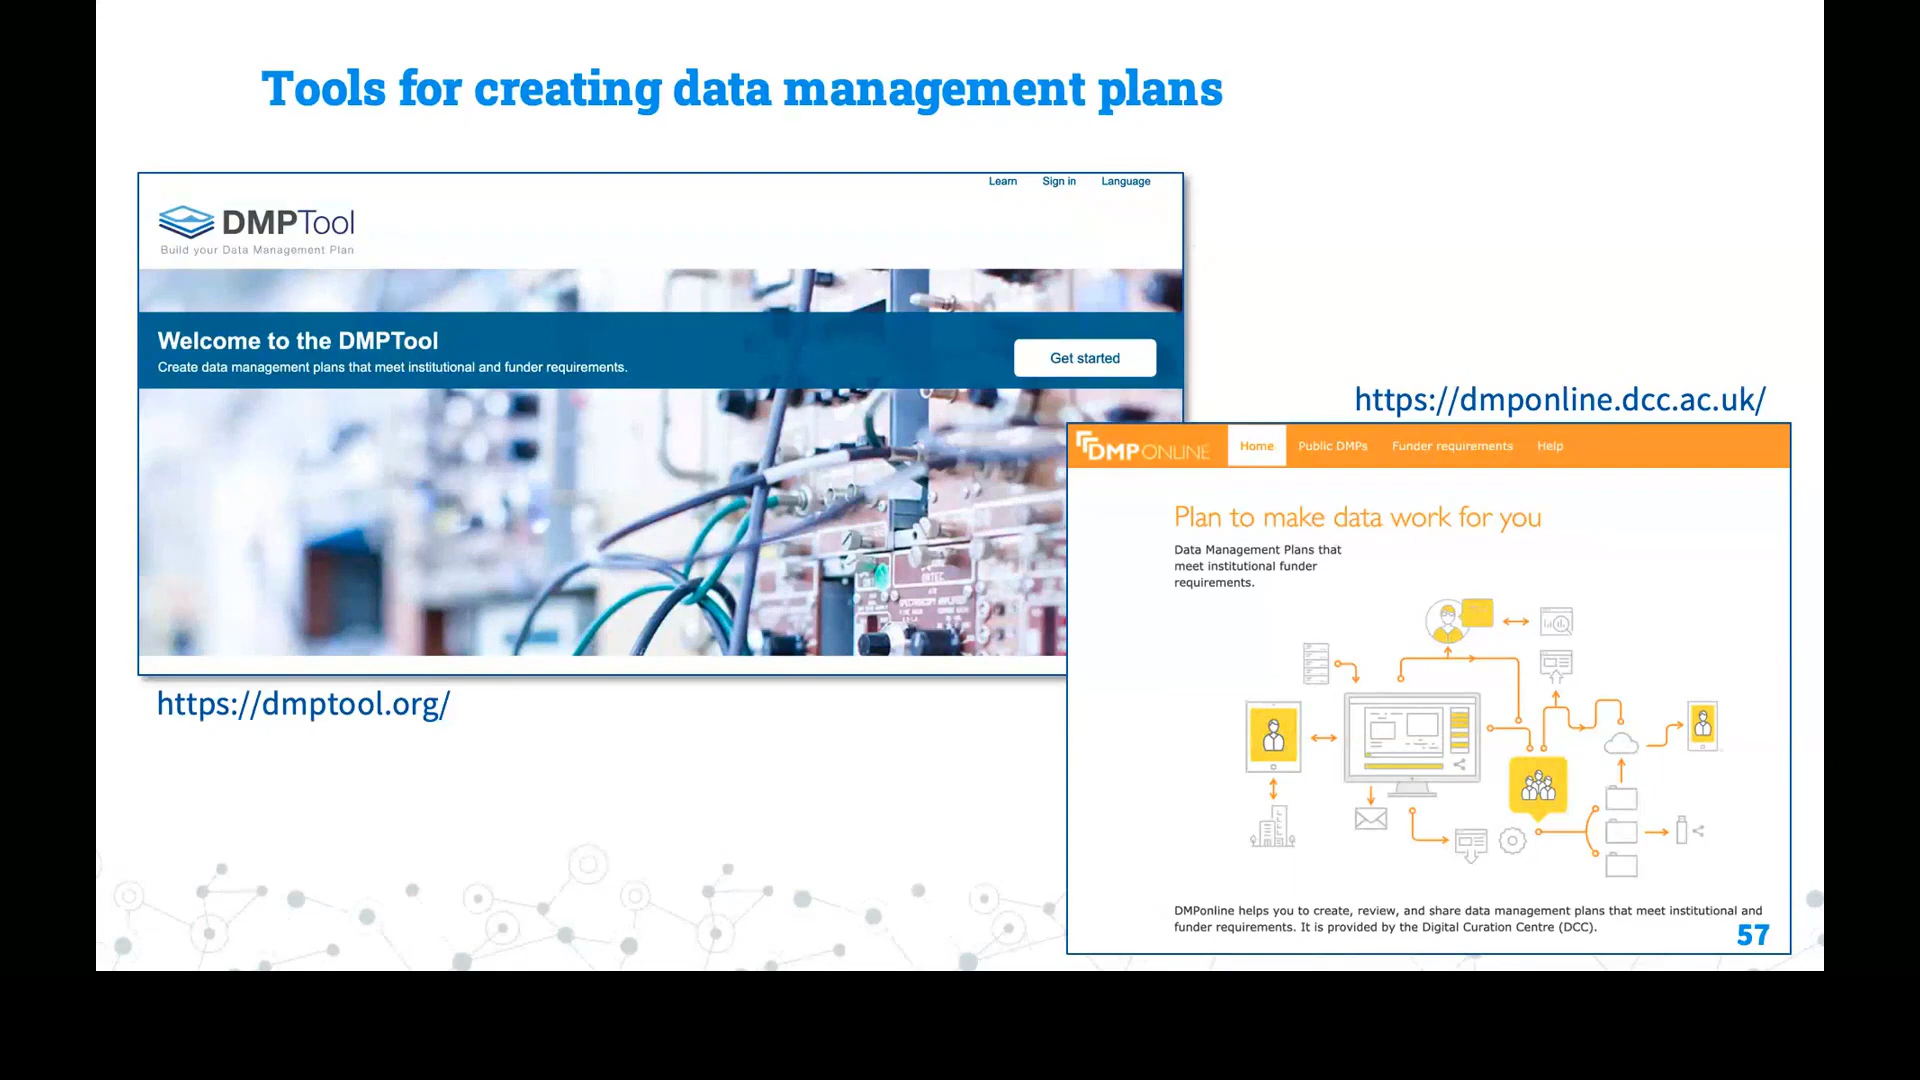 Tools for creating data management plans
Learn Sign in Language
DMPTool
Build your Data Management Plan
Welcome to the DMPTool
Create data management plans that meet institutional and funder requirements.
Get started
https://dmptool.org/
https://dmponline.dcc.ac.uk/
DMPONLINE Home Public DMPs Funder requirements Help
Plan to make data work for you
Data Management Plans that
meet institutional funder
requirements.
DMPonline helps you to create, review, and share data management plans that meet institutional and
funder requirements. It is provided by the Digital Curation Centre (DCC).
57